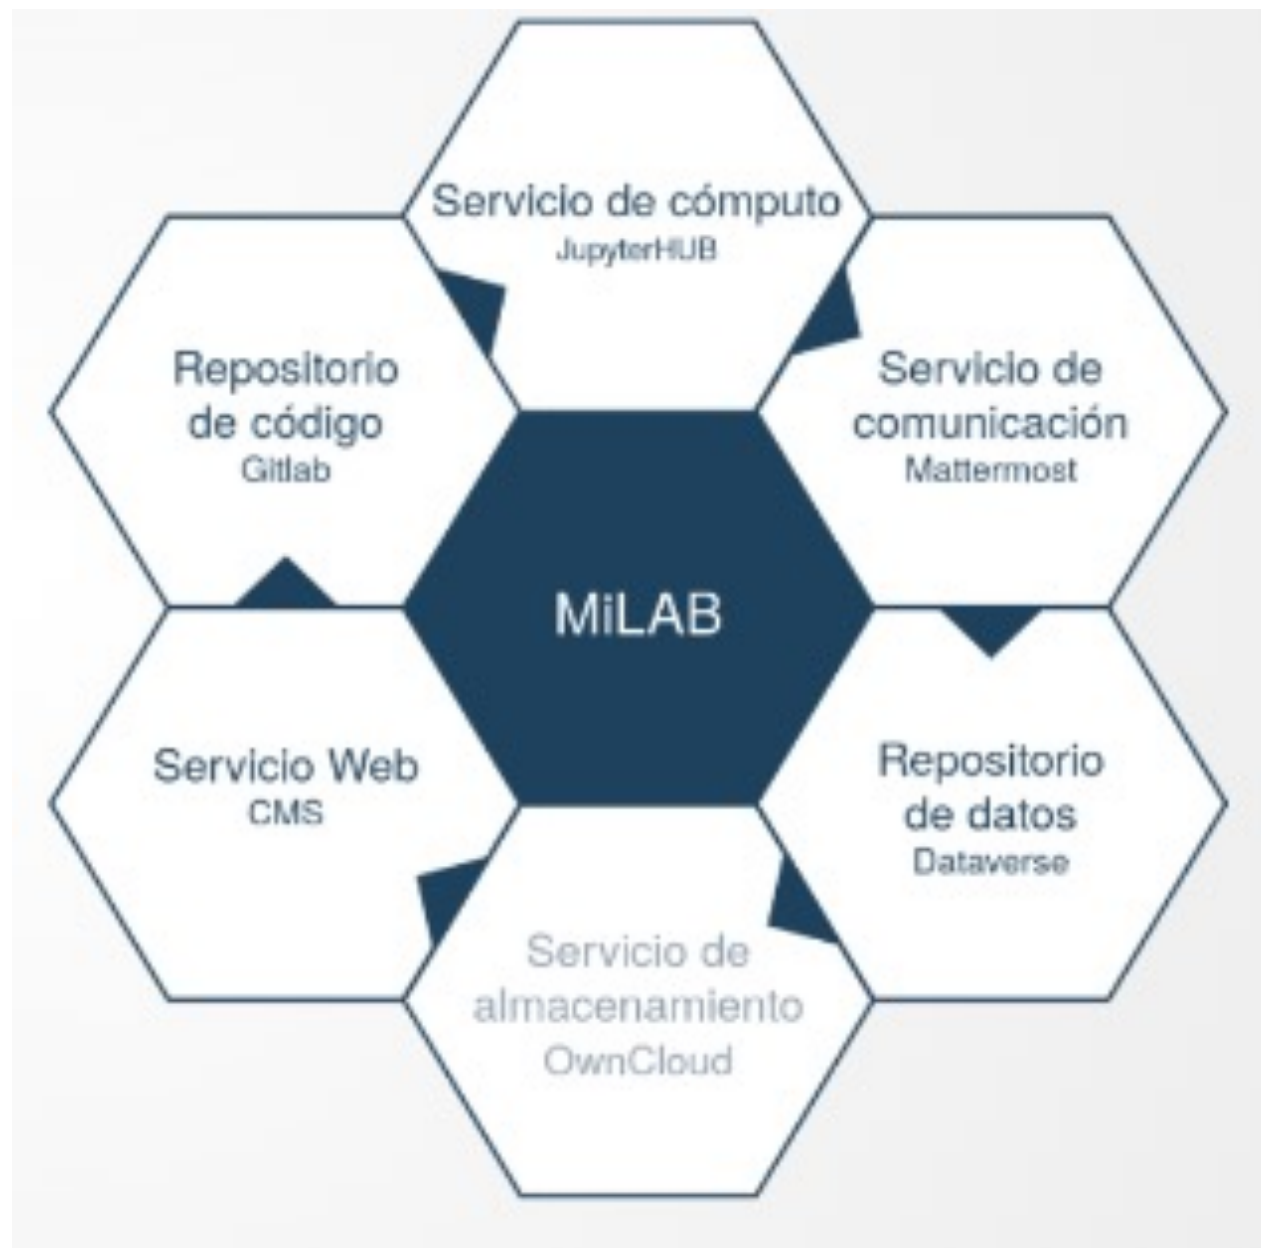 Servicio de cómputo
JupyterHUB
Repositorio
de código
Gitlab
Servicio de
comunicación
Mattermost
MiLAB
Servicio Web
CMS
Repositorio
de datos
Dataverse
Servicio de
almacenamiento
OwnCloud